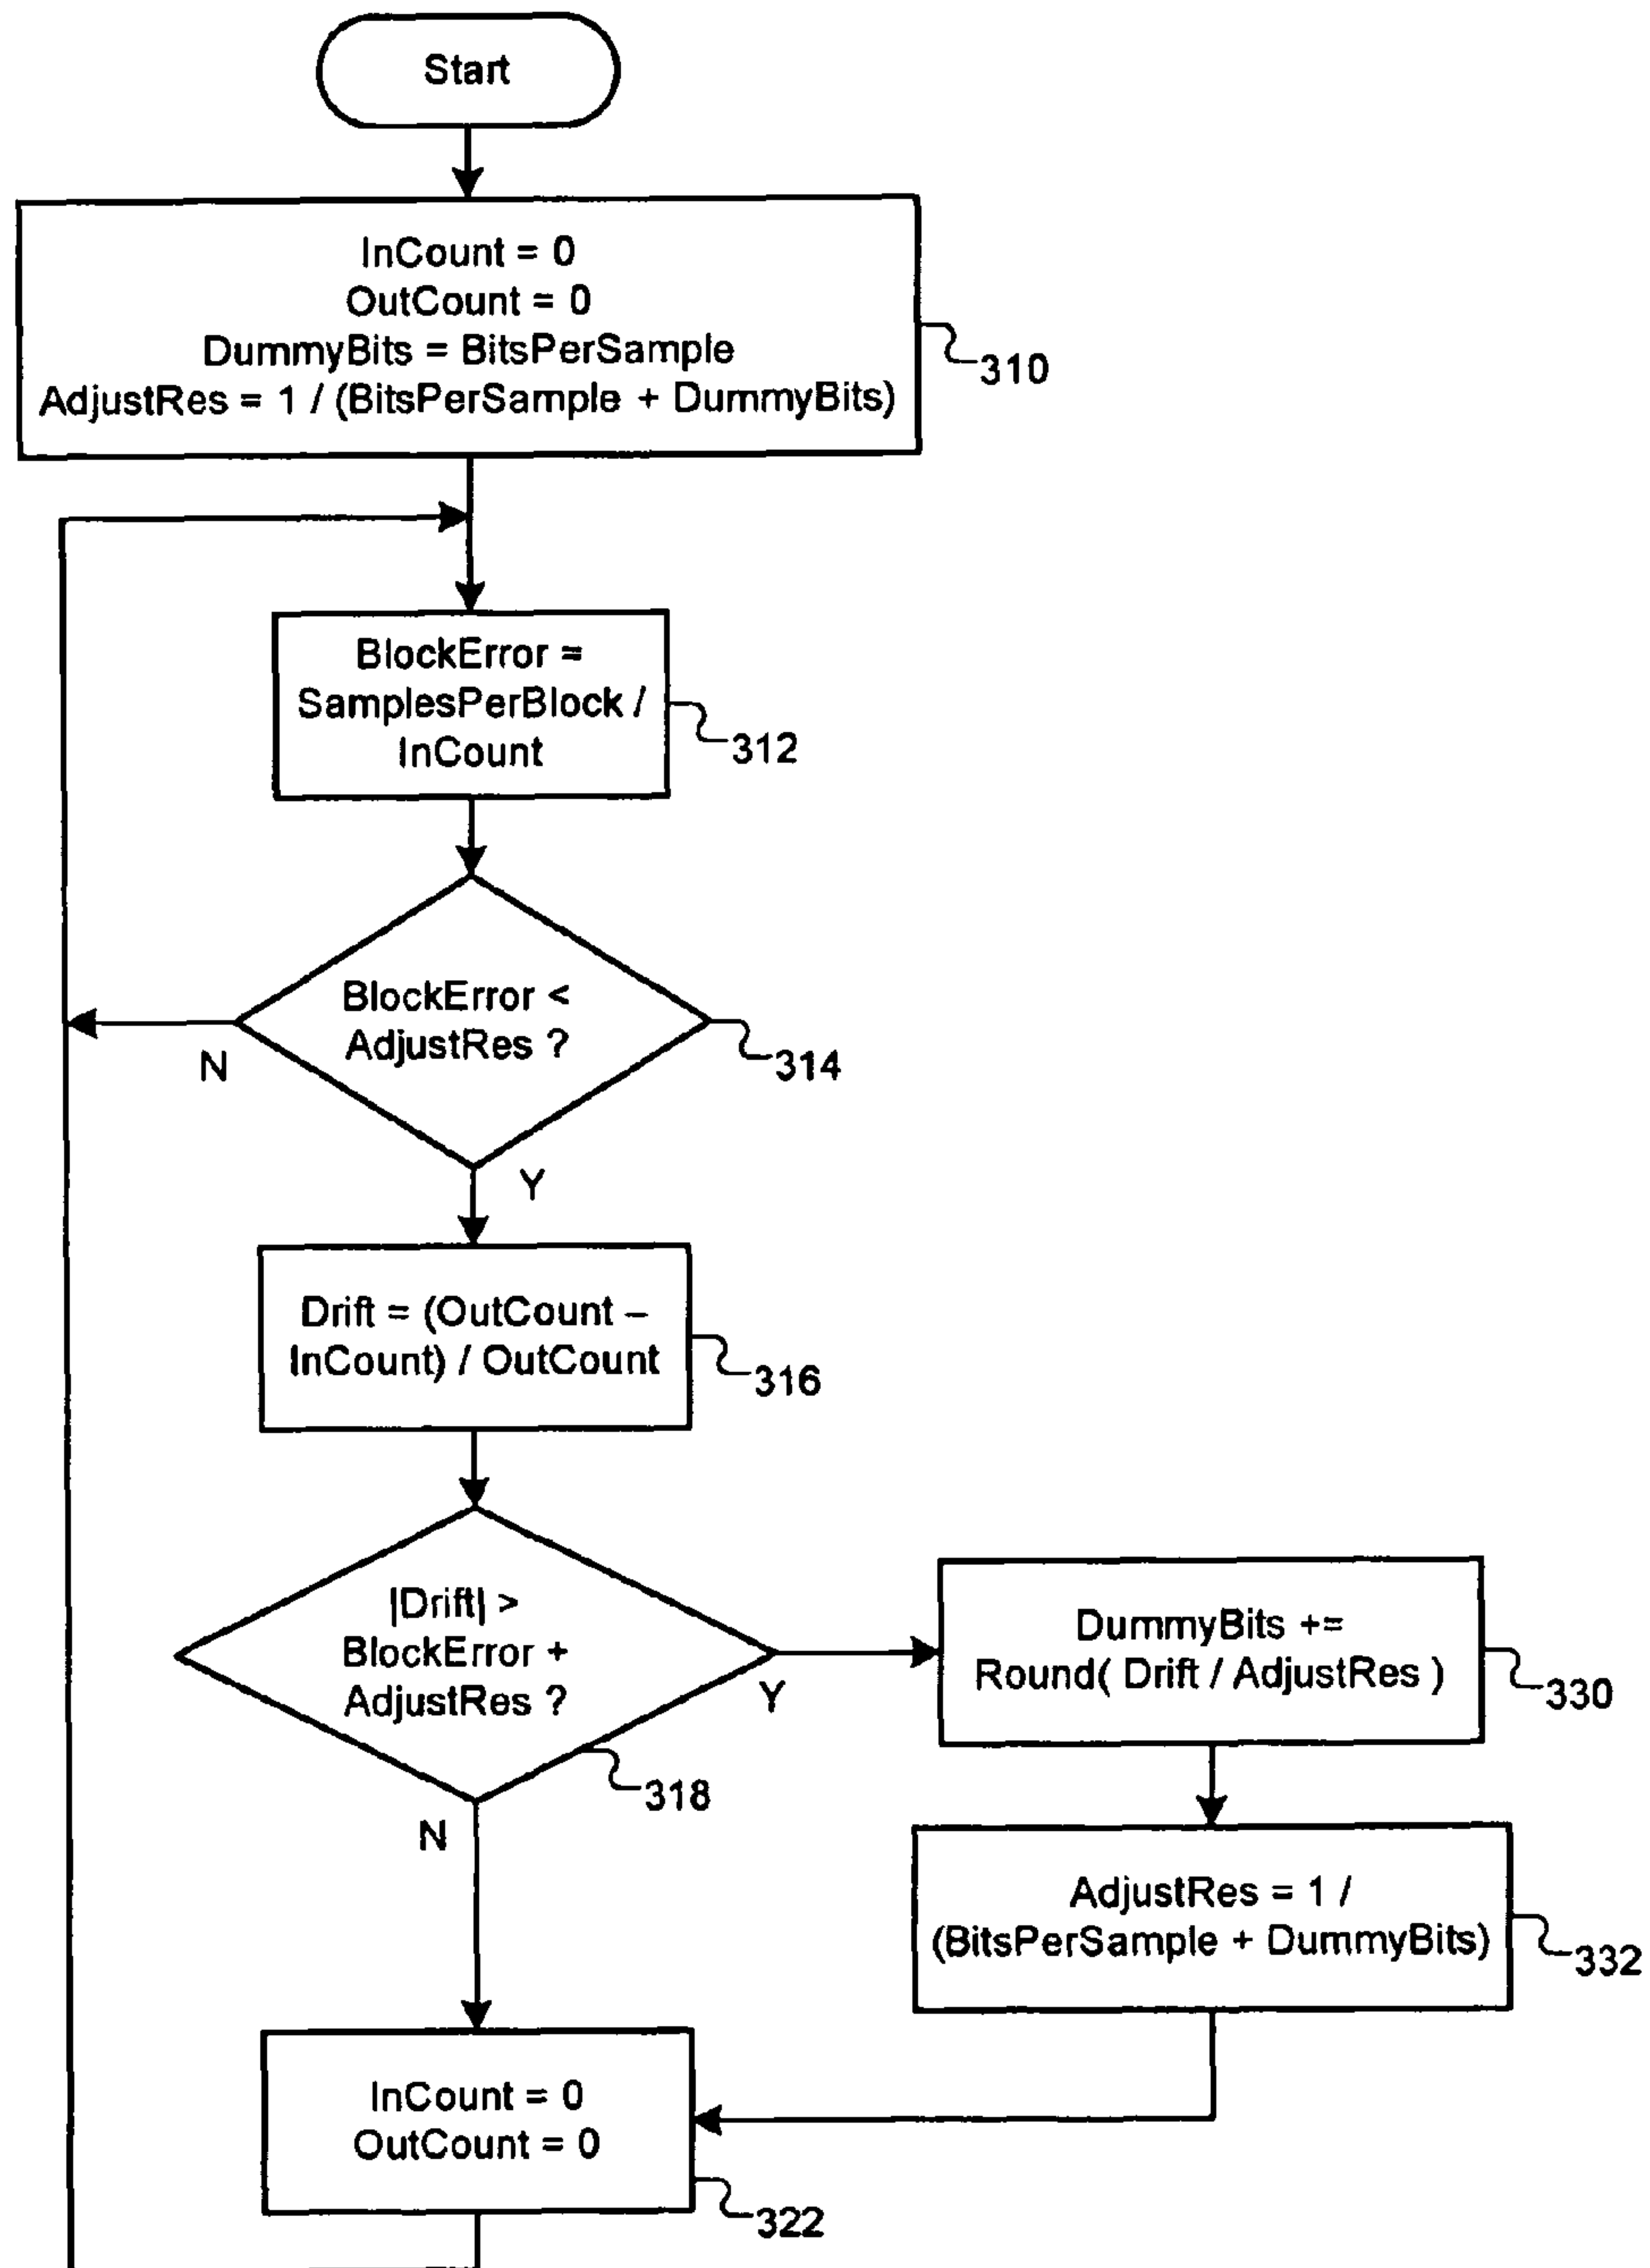 Start
InCount = 0
OutCount = 0
DummyBits = BitsPerSample
AdjustRes = 1 / (BitsPerSample + DummyBits)
310
BlockError =
SamplesPerBlock /
InCount
312
BlockError <
AdjustRes ?
314
N
Y
Drift = (OutCount –
InCount) / OutCount
316
|Drift| >
BlockError +
AdjustRes ?
318
Y
N
DummyBits +=
Round( Drift / AdjustRes )
330
AdjustRes = 1 /
(BitsPerSample + DummyBits)
332
InCount = 0
OutCount = 0
322